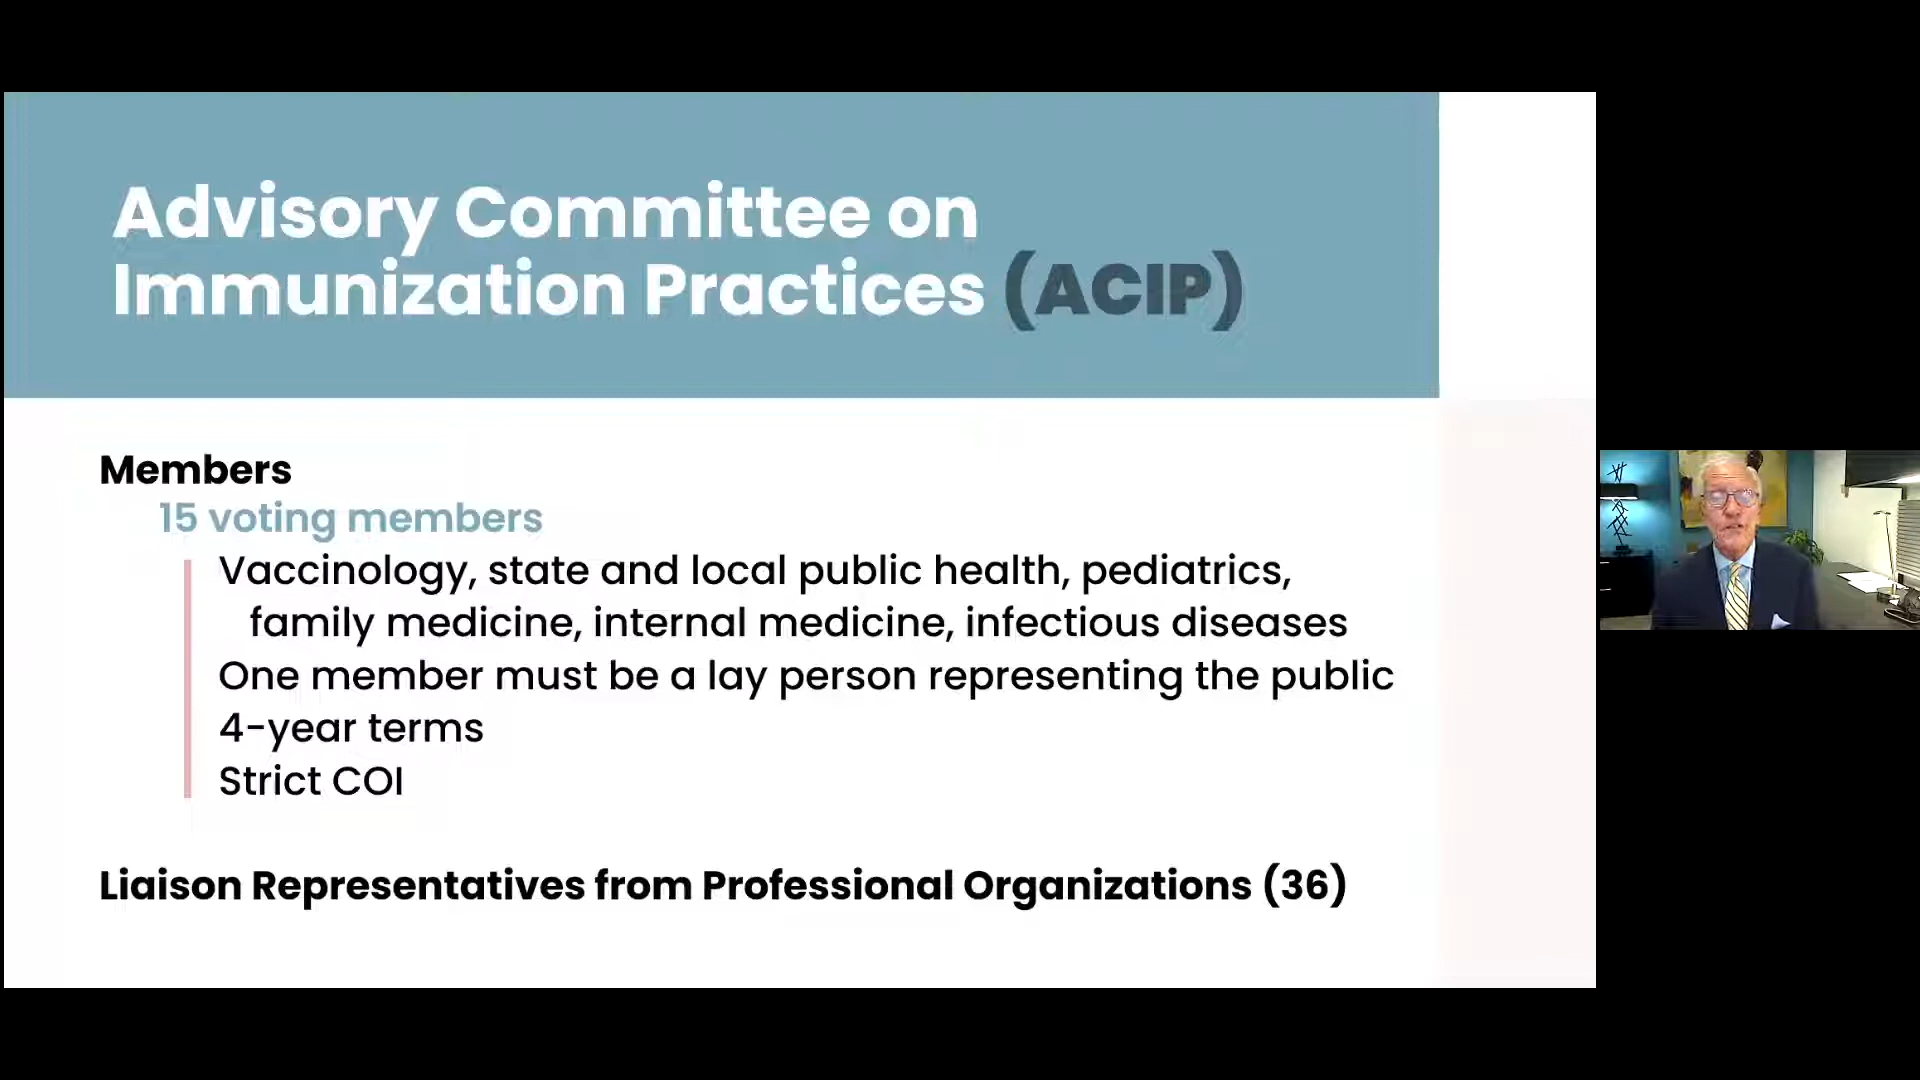 Advisory Committee on
Immunization Practices (ACIP)
Members
15 voting members
Vaccinology, state and local public health, pediatrics,
family medicine, internal medicine, infectious diseases
One member must be a lay person representing the public
4-year terms
Strict COI
Liaison Representatives from Professional Organizations (36)